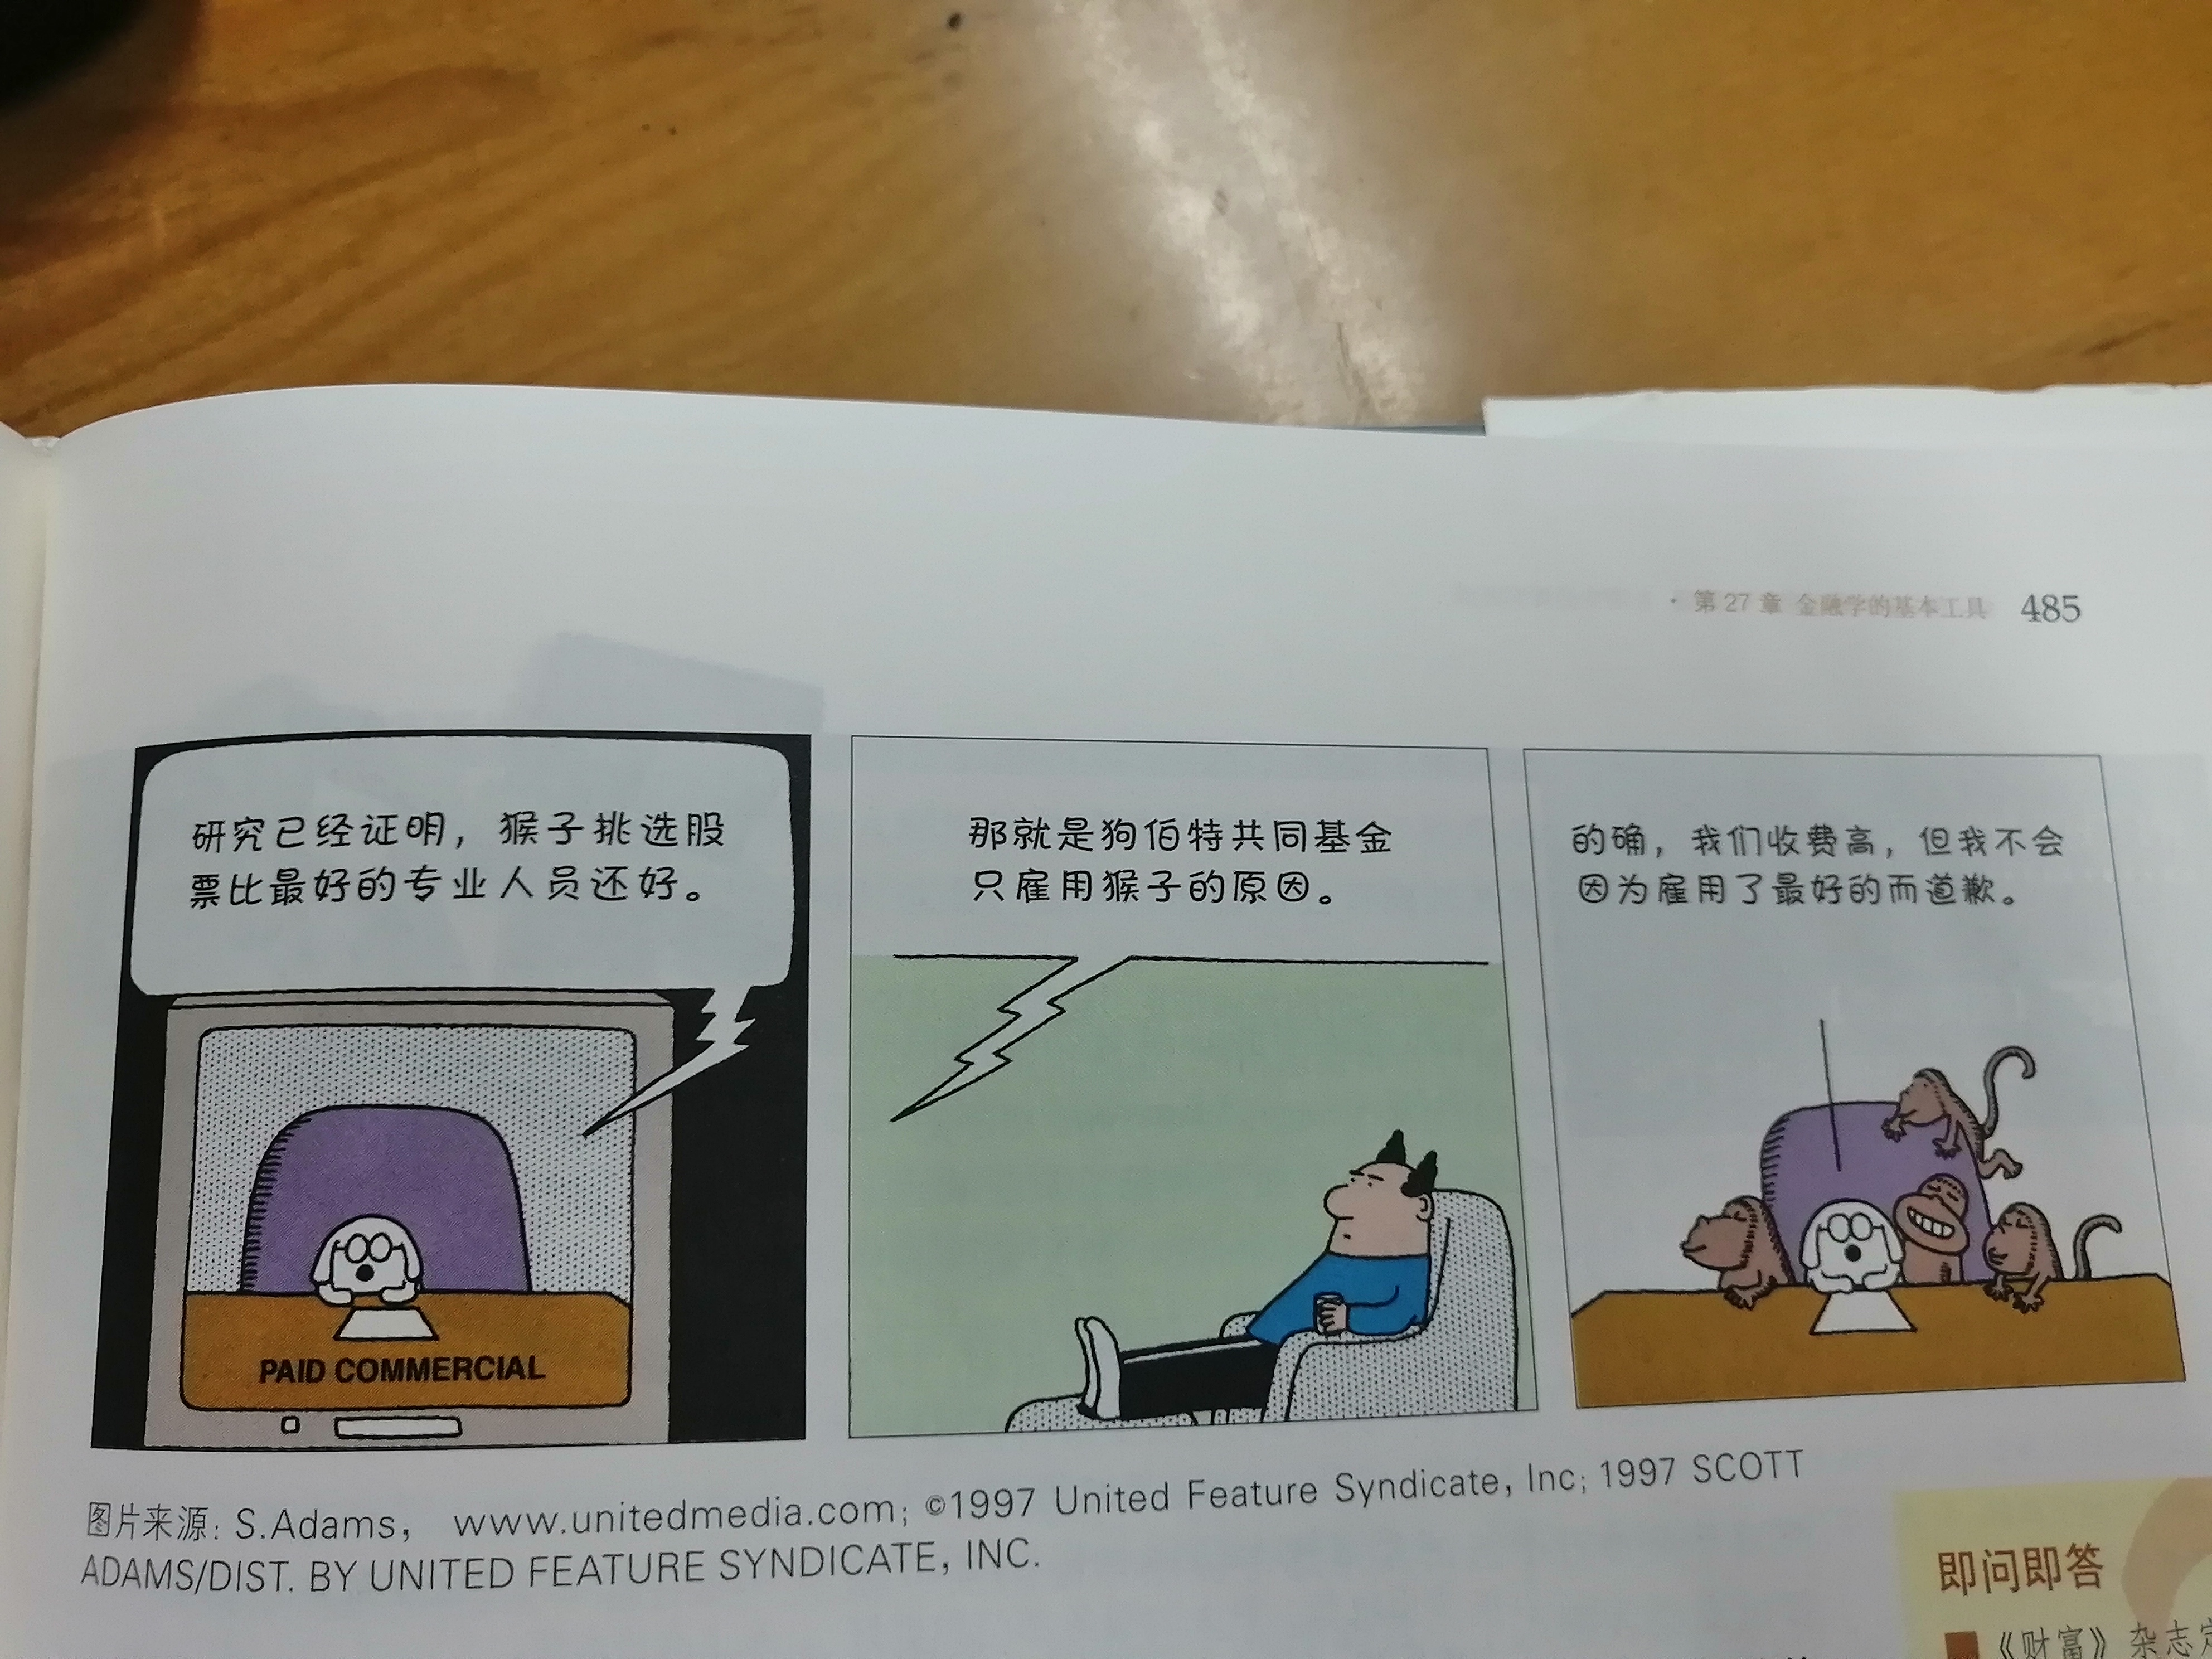 · 第 27 章 金融学的基本工具 485
研究已经证明，猴子挑选股
票比最好的专业人员还好。
PAID COMMERCIAL
那就是狗伯特共同基金
只雇用猴子的原因。
的确，我们收费高，但我不会
因为雇用了最好的而道歉。
图片来源: S.Adams, www.unitedmedia.com; ©1997 United Feature Syndicate, Inc; 1997 SCOTT
ADAMS/DIST. BY UNITED FEATURE SYNDICATE, INC.
即问即答
《财富》杂志